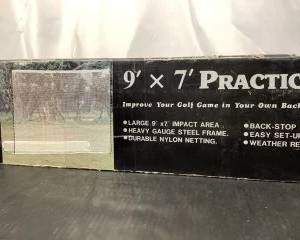 9' × 7' PRACTIC
Improve Your Golf Game in Your Own Back
• LARGE 9' x7' IMPACT AREA
• HEAVY GAUGE STEEL FRAME.
• DURABLE NYLON NETTING.
• BACK-STOP
• EASY SET-U
• WEATHER RE